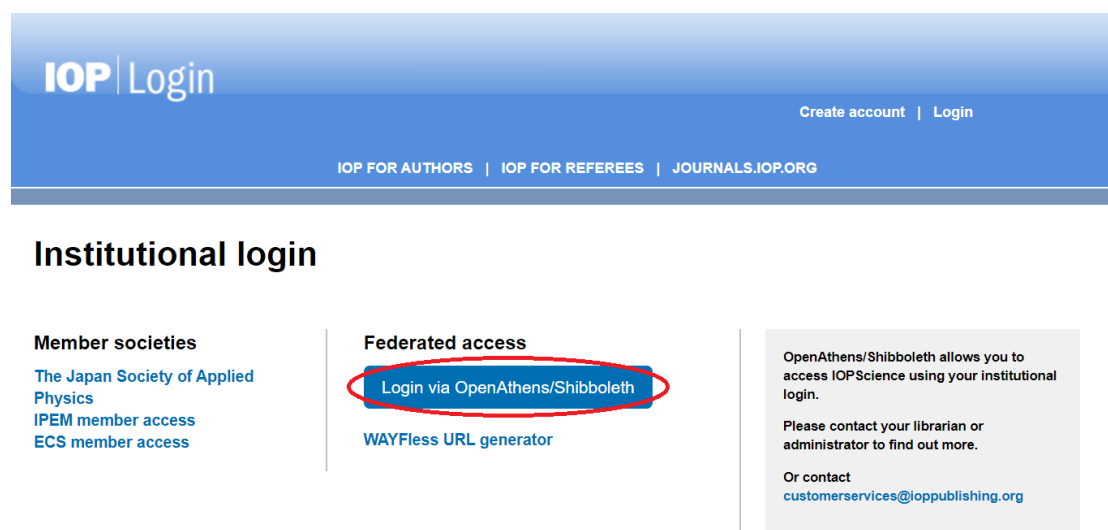 IOP Login
Create account | Login
IOP FOR AUTHORS | IOP FOR REFEREES | JOURNALS.IOP.ORG
Institutional login
Member societies
The Japan Society of Applied
Physics
IPEM member access
ECS member access
Federated access
Login via OpenAthens/Shibboleth
WAYFless URL generator
OpenAthens/Shibboleth allows you to
access IOPScience using your institutional
login.
Please contact your librarian or
administrator to find out more.
Or contact
customerservices@ioppublishing.org